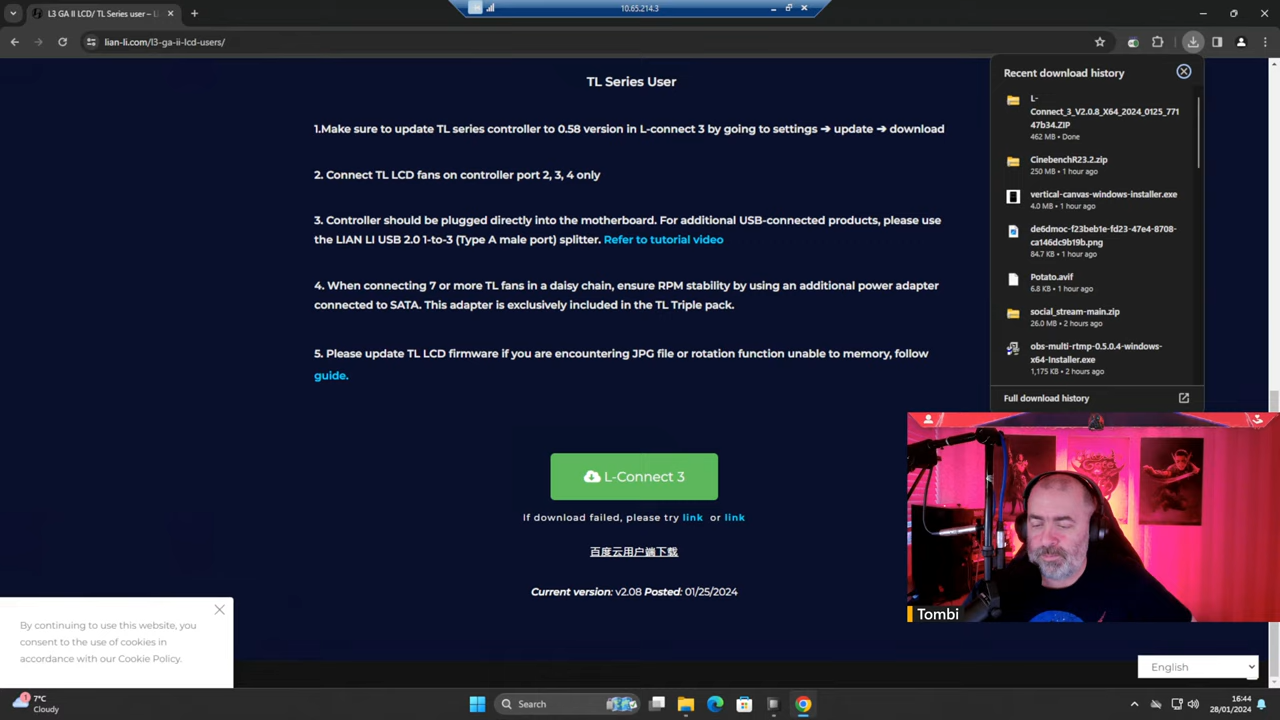 L3 GA II LCD/ TL Series user – L
10.65.214.3
lian-li.com/l3-ga-ii-lcd-users/
TL Series User
1.Make sure to update TL series controller to 0.58 version in L-connect 3 by going to settings ➔ update ➔ download
2. Connect TL LCD fans on controller port 2, 3, 4 only
3. Controller should be plugged directly into the motherboard. For additional USB-connected products, please use
the LIAN LI USB 2.0 1-to-3 (Type A male port) splitter. Refer to tutorial video
4. When connecting 7 or more TL fans in a daisy chain, ensure RPM stability by using an additional power adapter
connected to SATA. This adapter is exclusively included in the TL Triple pack.
5. Please update TL LCD firmware if you are encountering JPG file or rotation function unable to memory, follow
guide.
L-Connect 3
If download failed, please try link or link
百度云用户端下载
Current version: v2.08 Posted: 01/25/2024
Recent download history
L-
Connect_3_V2.0.8_X64_2024_0125_771
47b34.ZIP
462 MB • Done
CinebenchR23.2.zip
250 MB • 1 hour ago
vertical-canvas-windows-installer.exe
4.0 MB • 1 hour ago
de6dmoc-f23beb1e-fd23-47e4-8708-
ca146dc9b19b.png
84.7 KB • 1 hour ago
Potato.avif
6.8 KB • 1 hour ago
social_stream-main.zip
26.0 MB • 2 hours ago
obs-multi-rtmp-0.5.0.4-windows-
x64-Installer.exe
1,175 KB • 2 hours ago
Full download history
Tombi
By continuing to use this website, you
consent to the use of cookies in
accordance with our Cookie Policy.
English
1
7°C
Cloudy
Search
16:44
28/01/2024